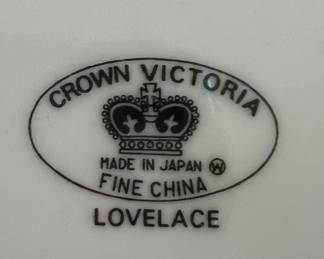 CROWN VICTORIA
MADE IN JAPAN W
FINE CHINA
LOVELACE